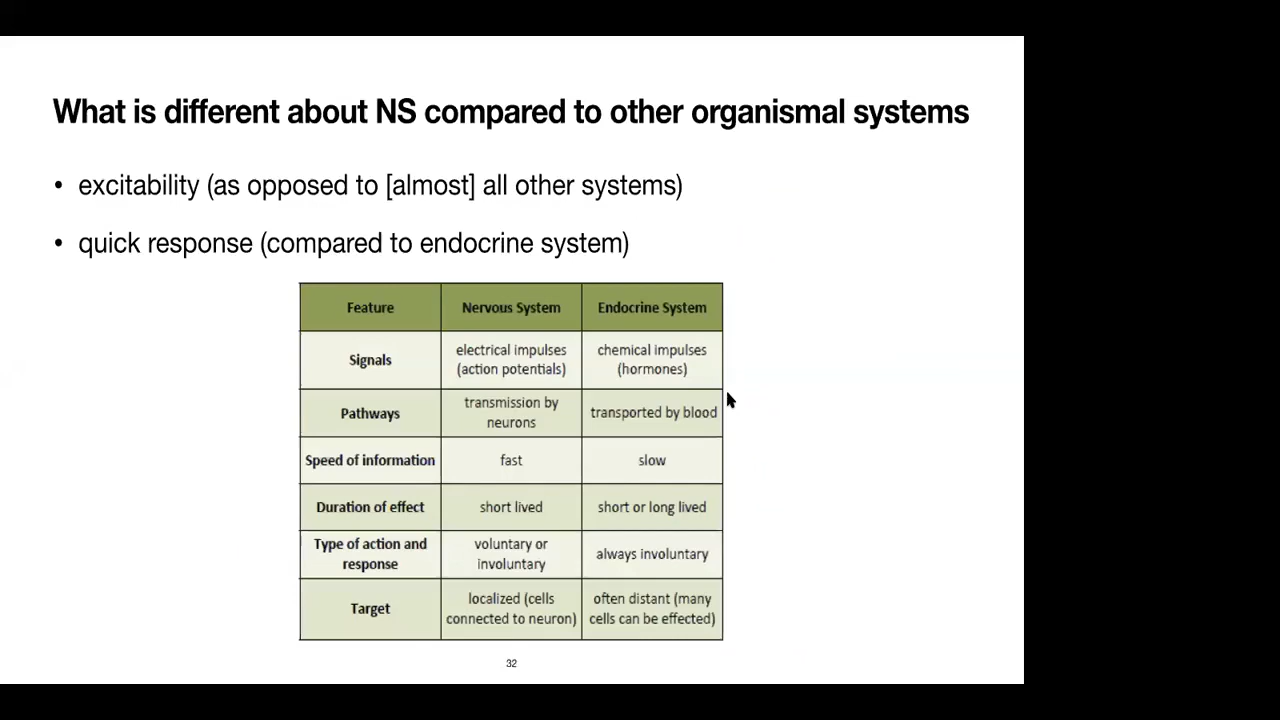 What is different about NS compared to other organismal systems
• excitability (as opposed to [almost] all other systems)
• quick response (compared to endocrine system)
Feature Nervous System Endocrine System
Signals electrical impulses (action potentials) chemical impulses (hormones)
Pathways transmission by neurons transported by blood
Speed of information fast slow
Duration of effect short lived short or long lived
Type of action and response voluntary or involuntary always involuntary
Target localized (cells connected to neuron) often distant (many cells can be effected)
32